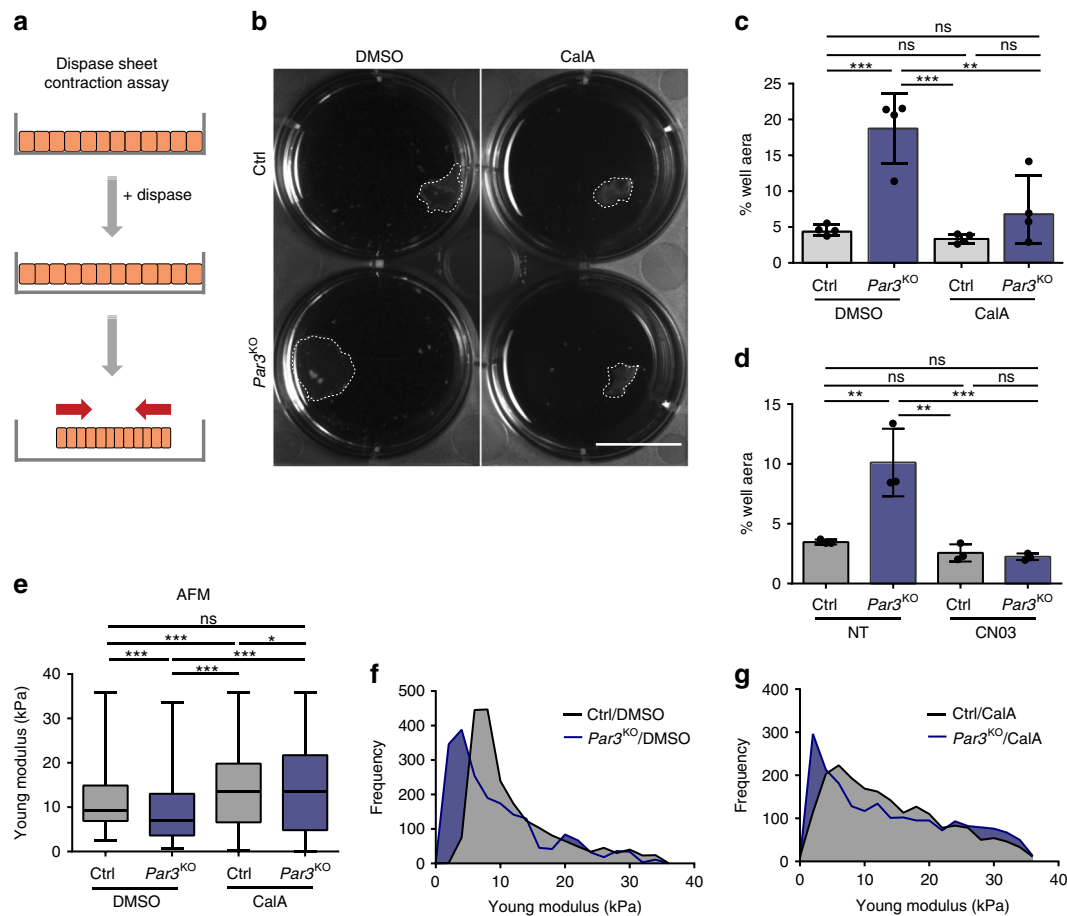 a
Dispase sheet
contraction assay
+ dispase
b
DMSO
CalA
Ctrl
Par3KO
c
ns
ns
ns
***
**
***
% well aera
25
20
15
10
5
0
Ctrl
Par3KO
Ctrl
Par3KO
DMSO
CalA
d
ns
ns
ns
**
***
**
% well aera
15
10
5
0
Ctrl
Par3KO
Ctrl
Par3KO
NT
CN03
e
AFM
ns
***
*
***
***
***
Young modulus (kPa)
40
30
20
10
0
Ctrl
Par3KO
Ctrl
Par3KO
DMSO
CalA
f
Frequency
500
400
300
200
100
0
Ctrl/DMSO
Par3KO/DMSO
0
10
20
30
40
Young modulus (kPa)
g
Frequency
400
300
200
100
0
Ctrl/CalA
Par3KO/CalA
0
10
20
30
40
Young modulus (kPa)